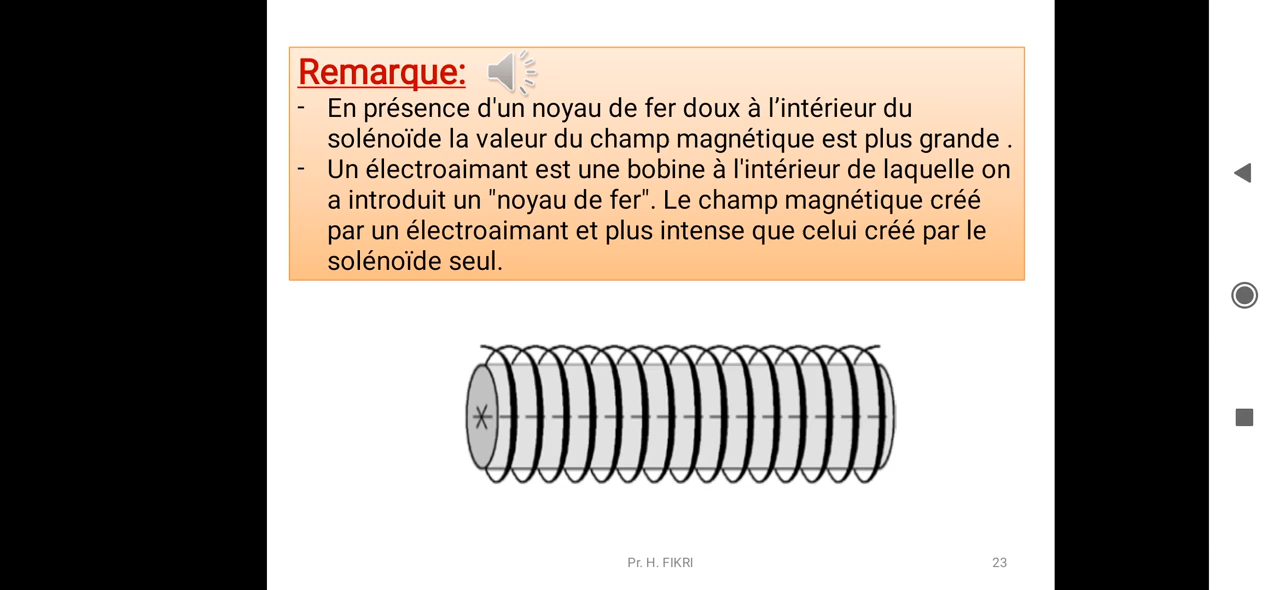 Remarque:
- En présence d'un noyau de fer doux à l’intérieur du
solénoïde la valeur du champ magnétique est plus grande .
- Un électroaimant est une bobine à l'intérieur de laquelle on
a introduit un "noyau de fer". Le champ magnétique créé
par un électroaimant et plus intense que celui créé par le
solénoïde seul.
Pr. H. FIKRI
23